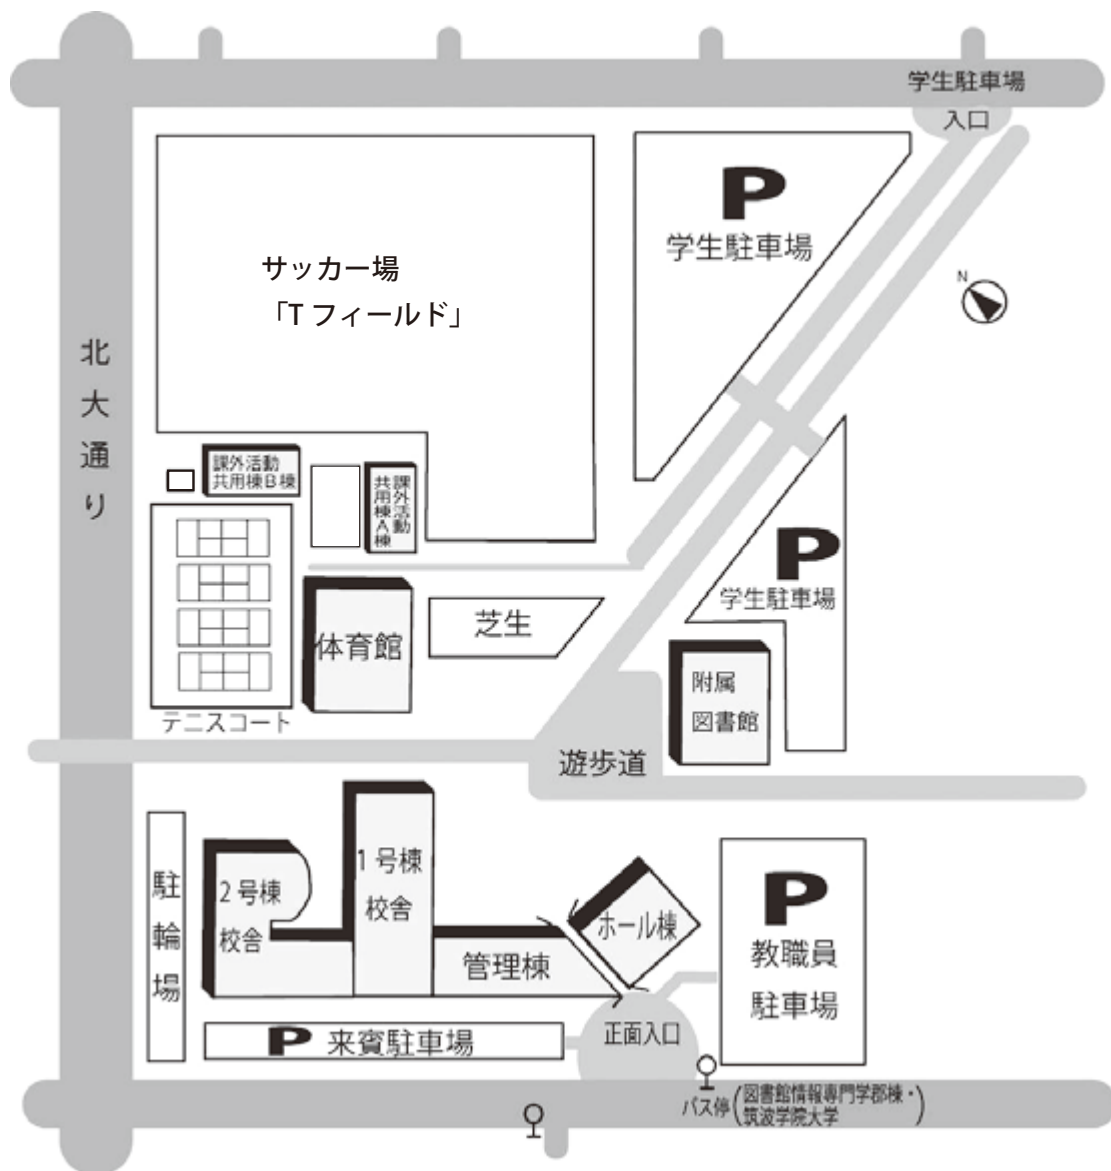 学生駐車場
入口
P
学生駐車場
サッカー場
「Tフィールド」
N
北大通り
課外活動
共用棟B棟
課外活動
共用棟A棟
P
学生駐車場
芝生
体育館
附属
図書館
テニスコート
遊歩道
駐輪場
2号棟
校舎
1号棟
校舎
管理棟
ホール棟
P
教職員
駐車場
P 来賓駐車場
正面入口
バス停(図書館情報専門学群棟・
筑波学院大学)